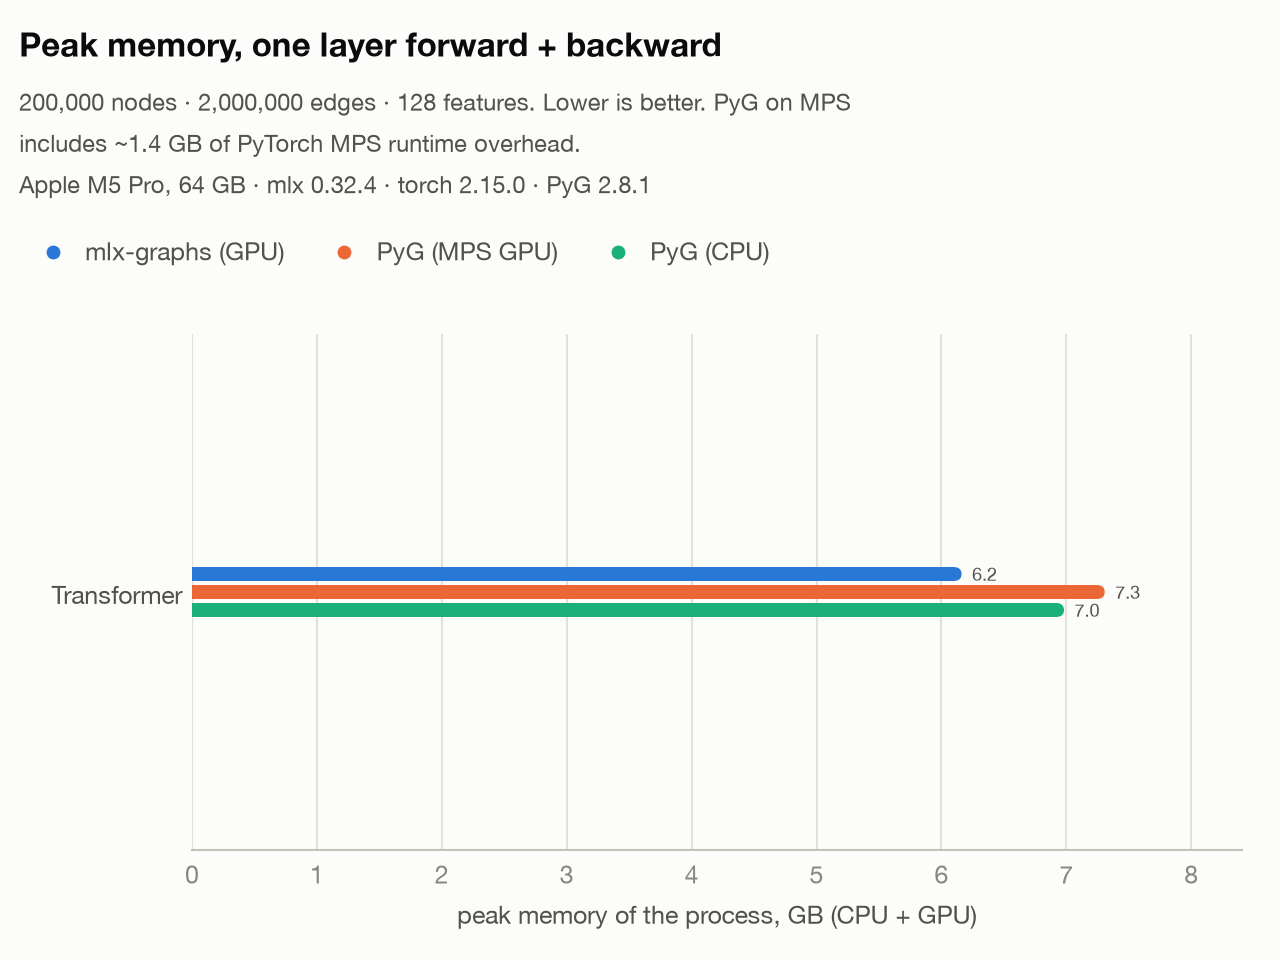 Peak memory, one layer forward + backward
200,000 nodes · 2,000,000 edges · 128 features. Lower is better. PyG on MPS
includes ~1.4 GB of PyTorch MPS runtime overhead.
Apple M5 Pro, 64 GB · mlx 0.32.4 · torch 2.15.0 · PyG 2.8.1
mlx-graphs (GPU) PyG (MPS GPU) PyG (CPU)
6.2
Transformer 7.3
7.0
0 1 2 3 4 5 6 7 8
peak memory of the process, GB (CPU + GPU)